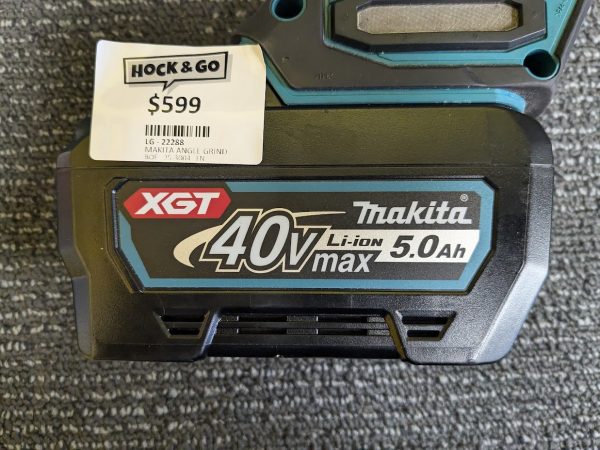 HOCK & GO
$599
LG - 22288
MAKITA ANGLE GRIND
XGT
makita®
40Vmax
Li-ion 5.0Ah